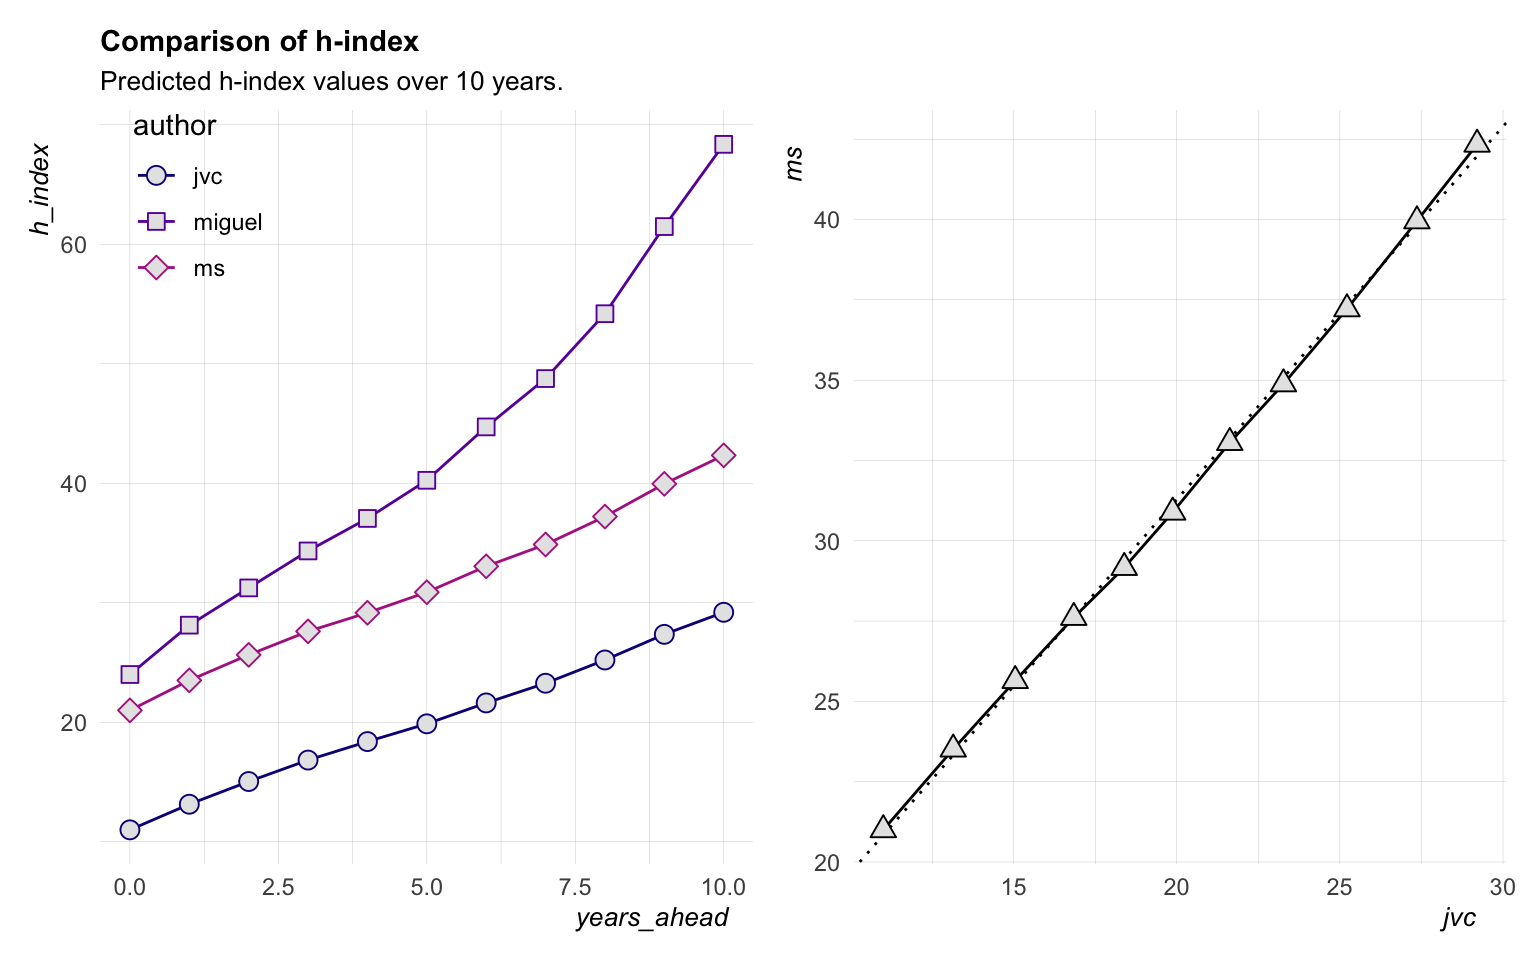 Comparison of h-index
Predicted h-index values over 10 years.
author
jvc
miguel
ms
h_index
60
40
20
0.0 2.5 5.0 7.5 10.0
years_ahead
ms
40
35
30
25
20
15 20 25 30
jvc